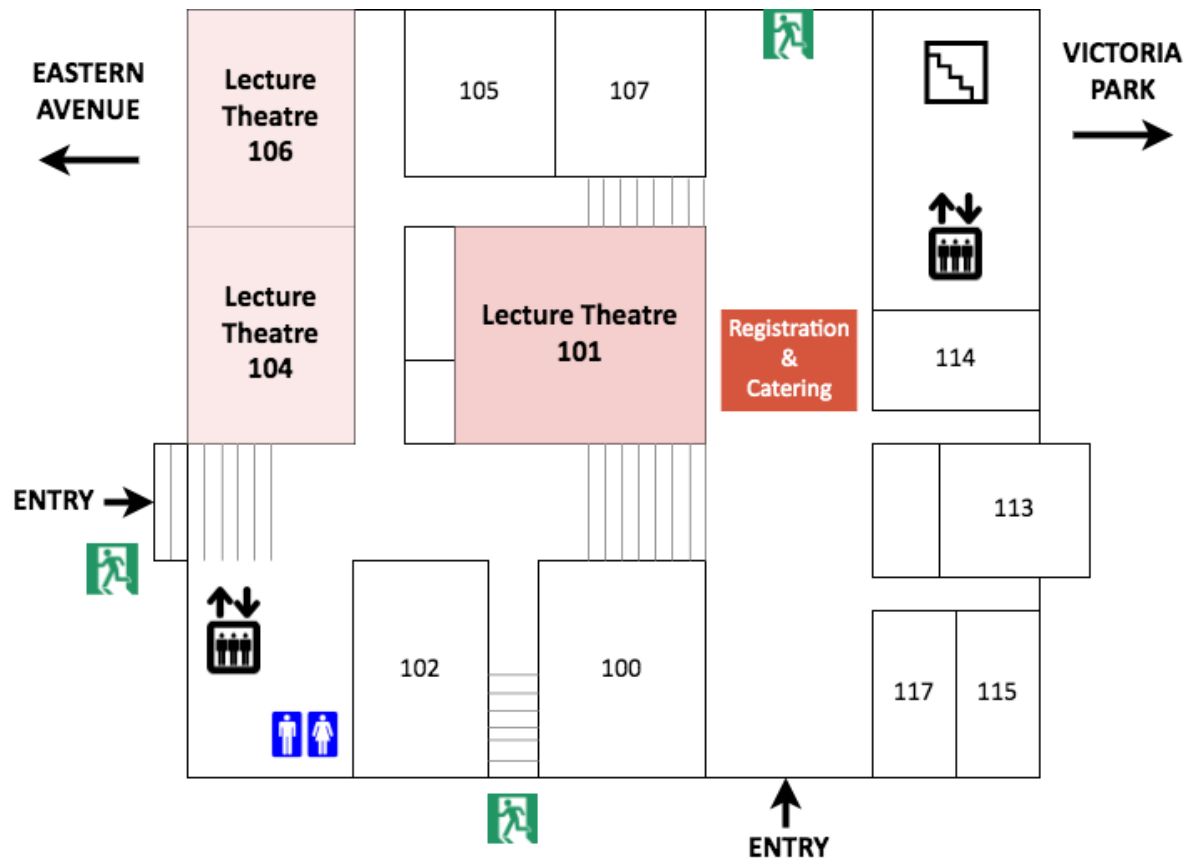 EASTERN
AVENUE
Lecture
Theatre
106
105
107
VICTORIA
PARK
Lecture
Theatre
104
Lecture Theatre
101
Registration
&
Catering
114
ENTRY
113
102
100
117
115
ENTRY